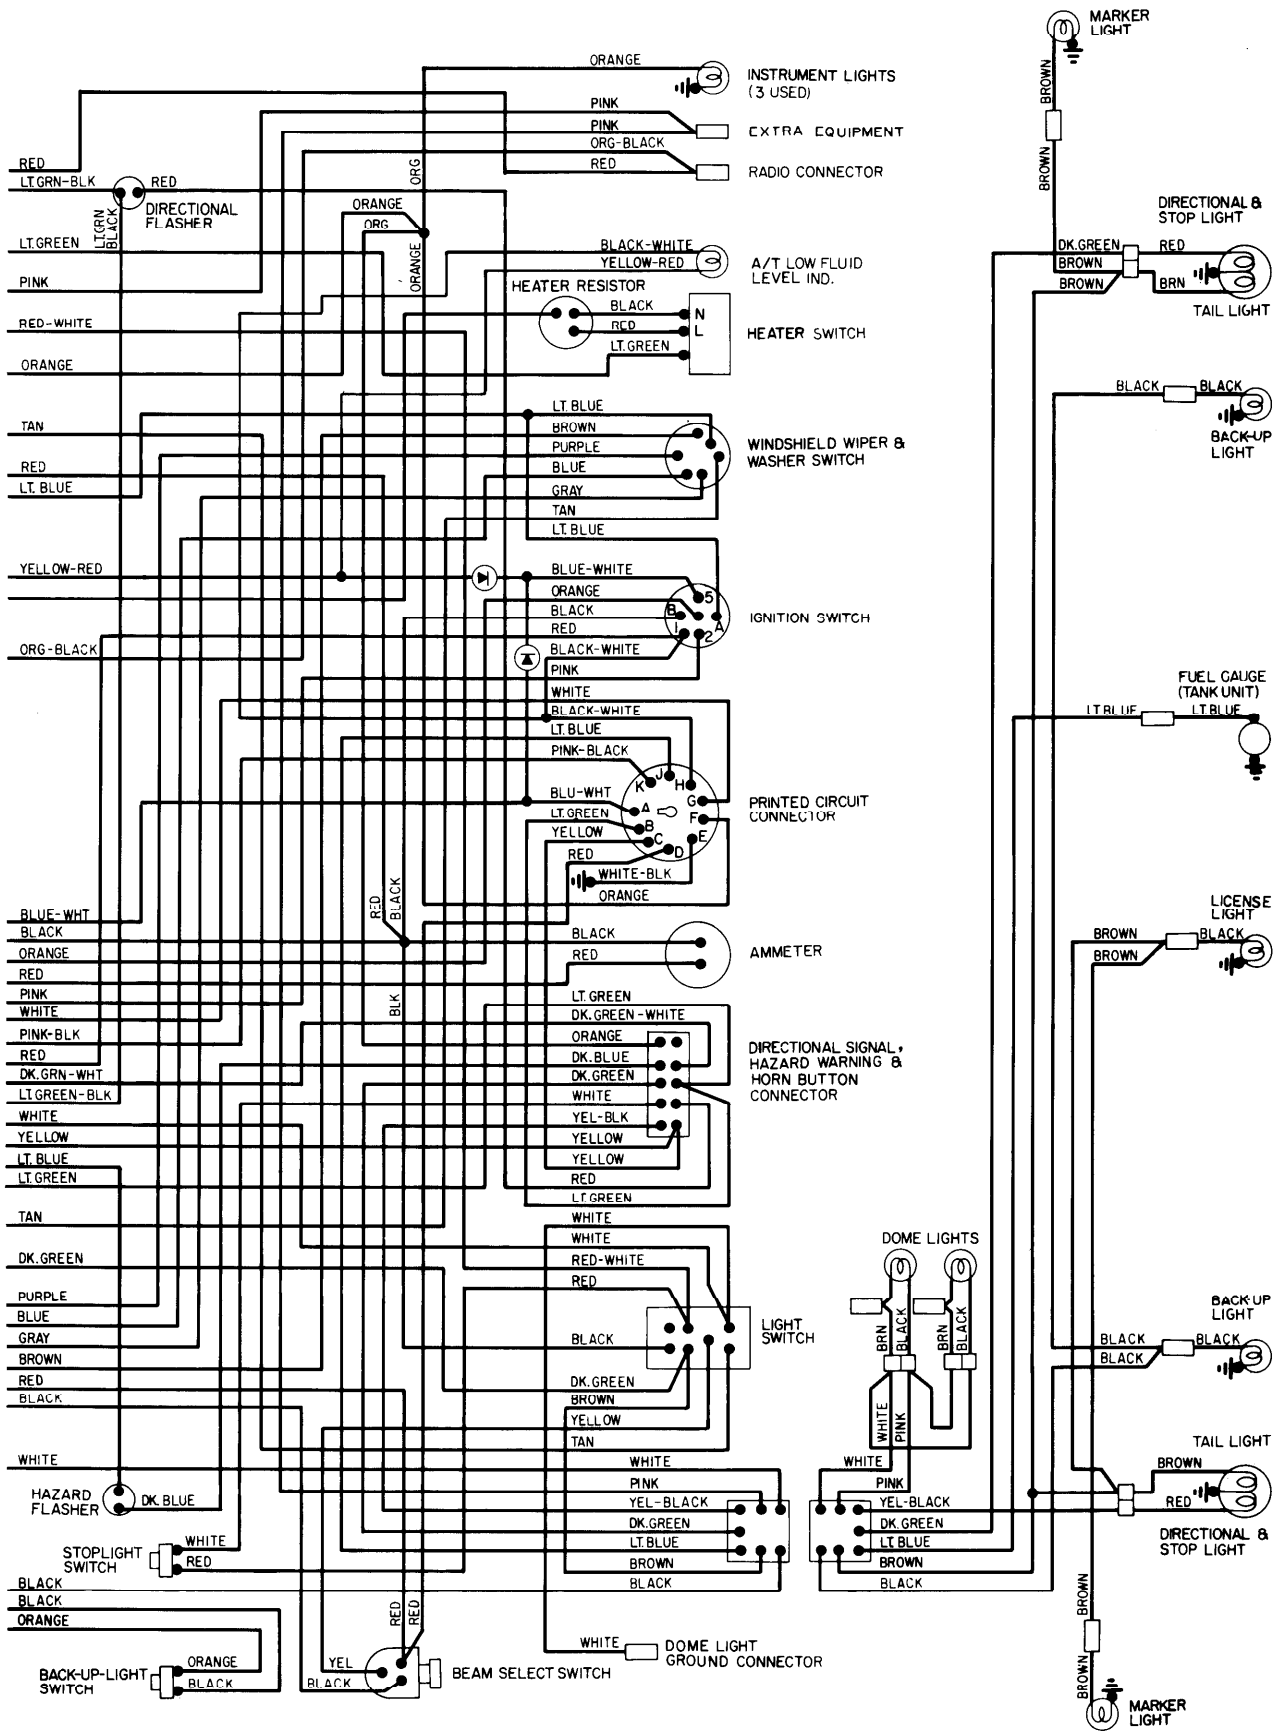 MARKER
LIGHT
BROWN
BROWN
ORANGE
INSTRUMENT LIGHTS
(3 USED)
PINK
PINK
EXTRA EQUIPMENT
ORG-BLACK
RED
RADIO CONNECTOR
ORG
RED
LT.GRN-BLK
RED
DIRECTIONAL
FLASHER
LT.GRN
BLACK
ORANGE
ORG
ORANGE
LT.GREEN
PINK
RED-WHITE
ORANGE
BLACK-WHITE
YELLOW-RED
A/T LOW FLUID
LEVEL IND.
HEATER RESISTOR
BLACK
N
RED
L
LT.GREEN
HEATER SWITCH
DIRECTIONAL &
STOP LIGHT
DK.GREEN
RED
BROWN
BROWN
BRN
TAIL LIGHT
BLACK
BLACK
BACK-UP
LIGHT
TAN
RED
LT. BLUE
LT. BLUE
BROWN
PURPLE
BLUE
GRAY
TAN
LT. BLUE
WINDSHIELD WIPER &
WASHER SWITCH
YELLOW-RED
ORG-BLACK
BLUE-WHITE
ORANGE
BLACK
RED
BLACK-WHITE
PINK
5
B
A
1
2
IGNITION SWITCH
WHITE
BLACK-WHITE
LT. BLUE
PINK-BLACK
BLU-WHT
LT.GREEN
YELLOW
RED
WHITE-BLK
ORANGE
K
J
H
G
A
F
B
C
E
D
PRINTED CIRCUIT
CONNECTOR
FUEL GAUGE
(TANK UNIT)
LT.BLUE
LT.BLUE
RED
BLACK
BLUE-WHT
BLACK
ORANGE
RED
PINK
WHITE
PINK-BLK
RED
DK.GRN-WHT
LT.GREEN-BLK
WHITE
YELLOW
LT. BLUE
LT. GREEN
TAN
DK.GREEN
PURPLE
BLUE
GRAY
BROWN
RED
BLACK
WHITE
BLACK
RED
AMMETER
BLK
LT. GREEN
DK.GREEN-WHITE
ORANGE
DK.BLUE
DK.GREEN
WHITE
YEL-BLK
YELLOW
YELLOW
RED
LT.GREEN
DIRECTIONAL SIGNAL,
HAZARD WARNING &
HORN BUTTON
CONNECTOR
LICENSE
LIGHT
BROWN
BLACK
BROWN
WHITE
WHITE
RED-WHITE
RED
BLACK
LIGHT
SWITCH
DK.GREEN
BROWN
YELLOW
TAN
DOME LIGHTS
BRN
BLACK
BRN
BLACK
WHITE
PINK
BACK-UP
LIGHT
BLACK
BLACK
BLACK
HAZARD
FLASHER
DK.BLUE
STOPLIGHT
SWITCH
WHITE
RED
BLACK
BLACK
ORANGE
BACK-UP-LIGHT
SWITCH
ORANGE
BLACK
WHITE
PINK
YEL-BLACK
DK.GREEN
LT.BLUE
BROWN
BLACK
WHITE
PINK
YEL-BLACK
DK.GREEN
LT.BLUE
BROWN
BLACK
TAIL LIGHT
BROWN
RED
DIRECTIONAL &
STOP LIGHT
RED
RED
YEL
BLACK
BEAM SELECT SWITCH
WHITE
DOME LIGHT
GROUND CONNECTOR
BROWN
BROWN
MARKER
LIGHT